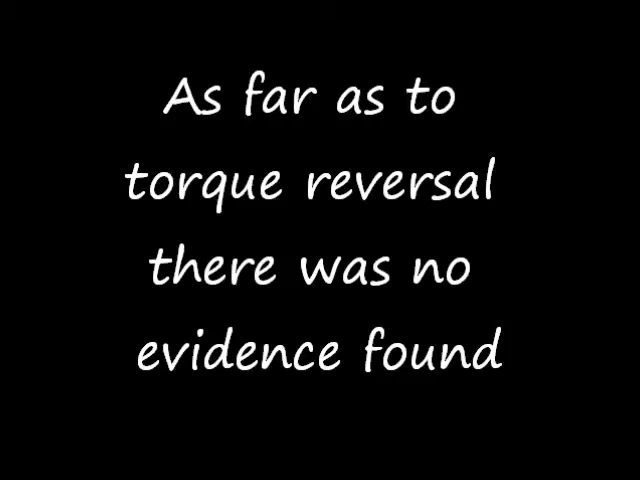 As far as to
torque reversal
there was no
evidence found